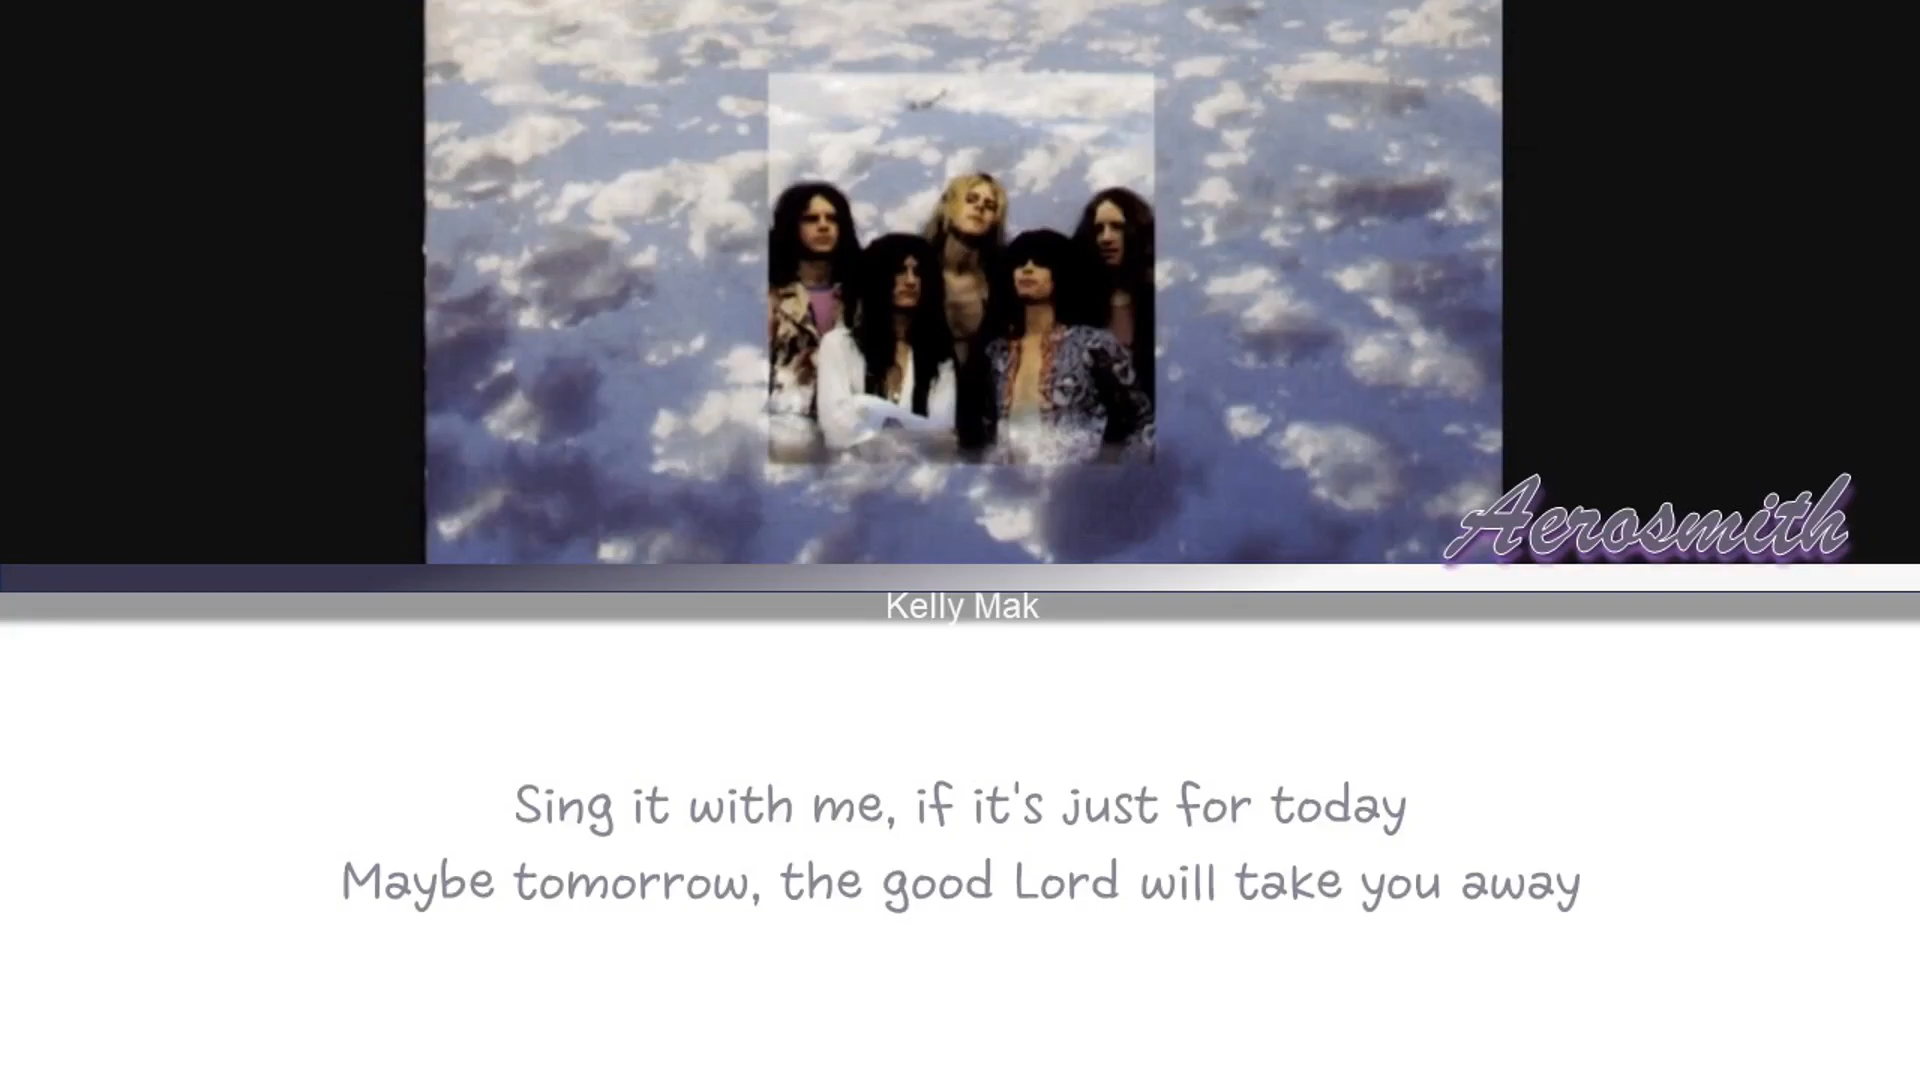 Aerosmith
Kelly Mak
Sing it with me, if it's just for today
Maybe tomorrow, the good Lord will take you away